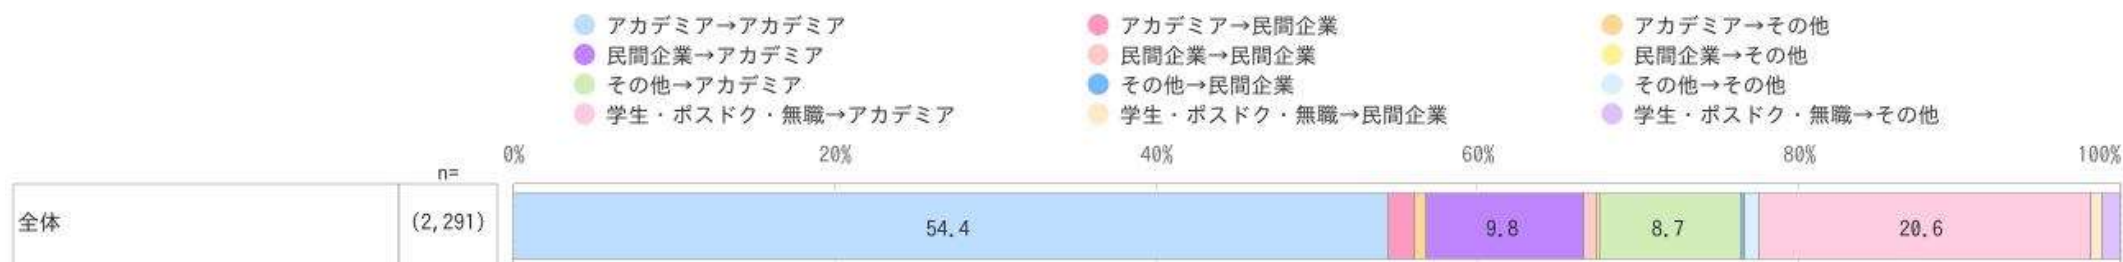 アカデミア→アカデミア アカデミア→民間企業 アカデミア→その他
民間企業→アカデミア 民間企業→民間企業 民間企業→その他
その他→アカデミア その他→民間企業 その他→その他
学生・ポスドク・無職→アカデミア 学生・ポスドク・無職→民間企業 学生・ポスドク・無職→その他
0% 20% 40% 60% 80% 100%
n=
全体 (2,291) 54.4 9.8 8.7 20.6